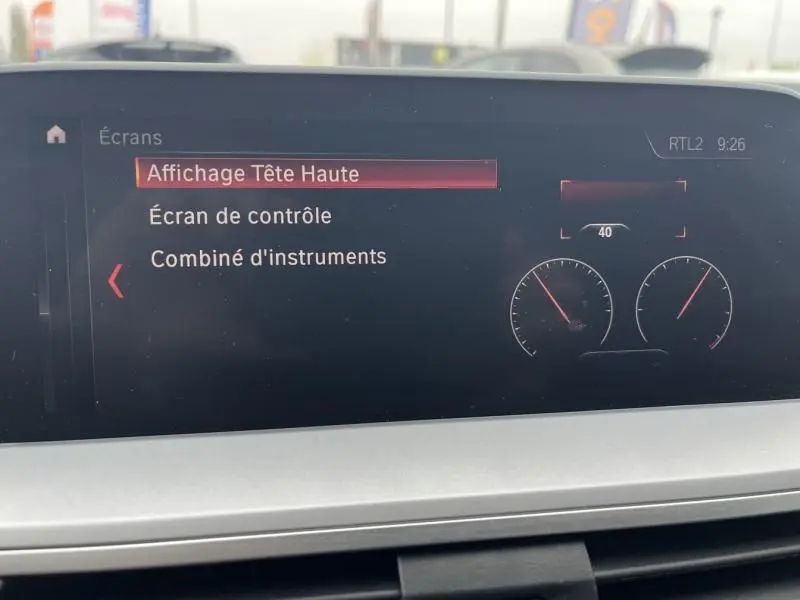 Écrans
RTL2 9:26
Affichage Tête Haute
Écran de contrôle
Combiné d'instruments
40